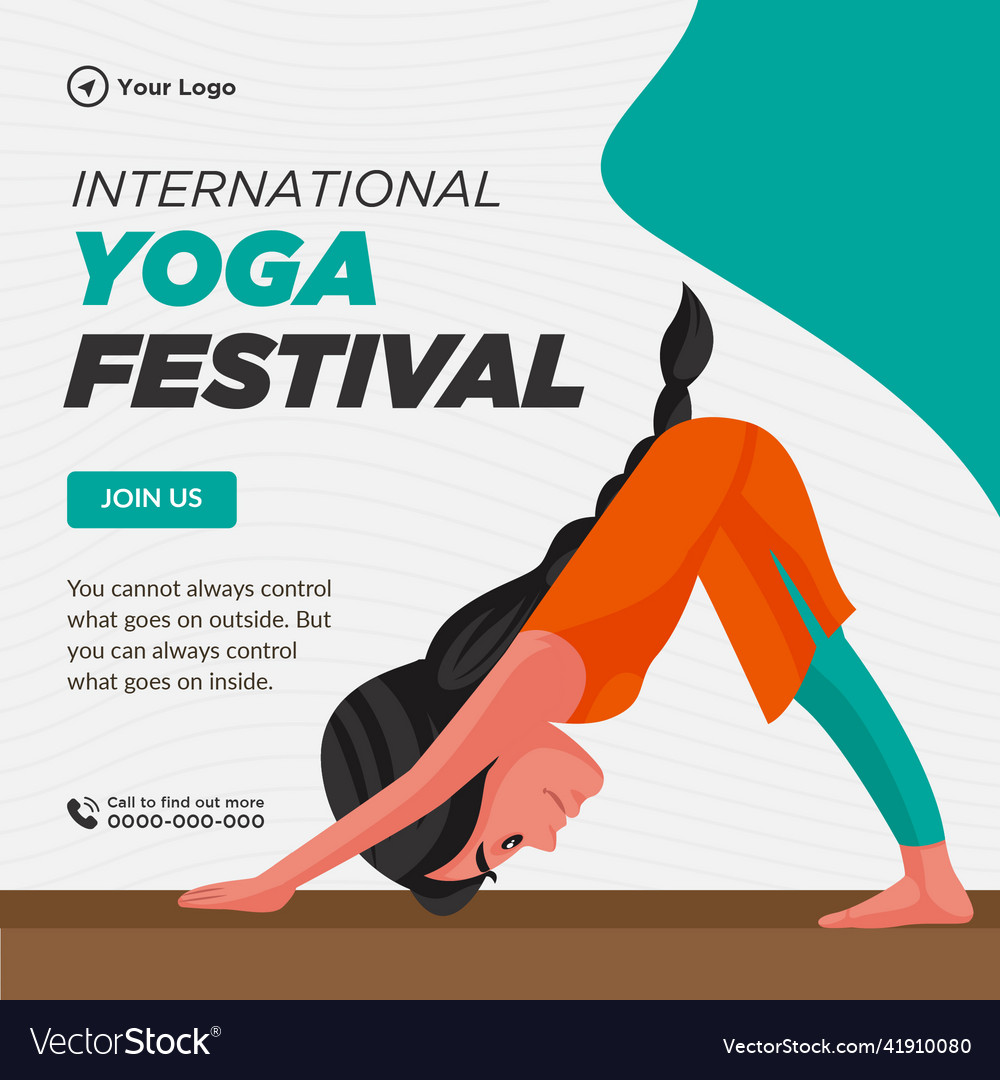 Your Logo
INTERNATIONAL
YOGA
FESTIVAL
JOIN US
You cannot always control
what goes on outside. But
you can always control
what goes on inside.
Call to find out more
0000-000-000
VectorStock®
VectorStock.com/41910080